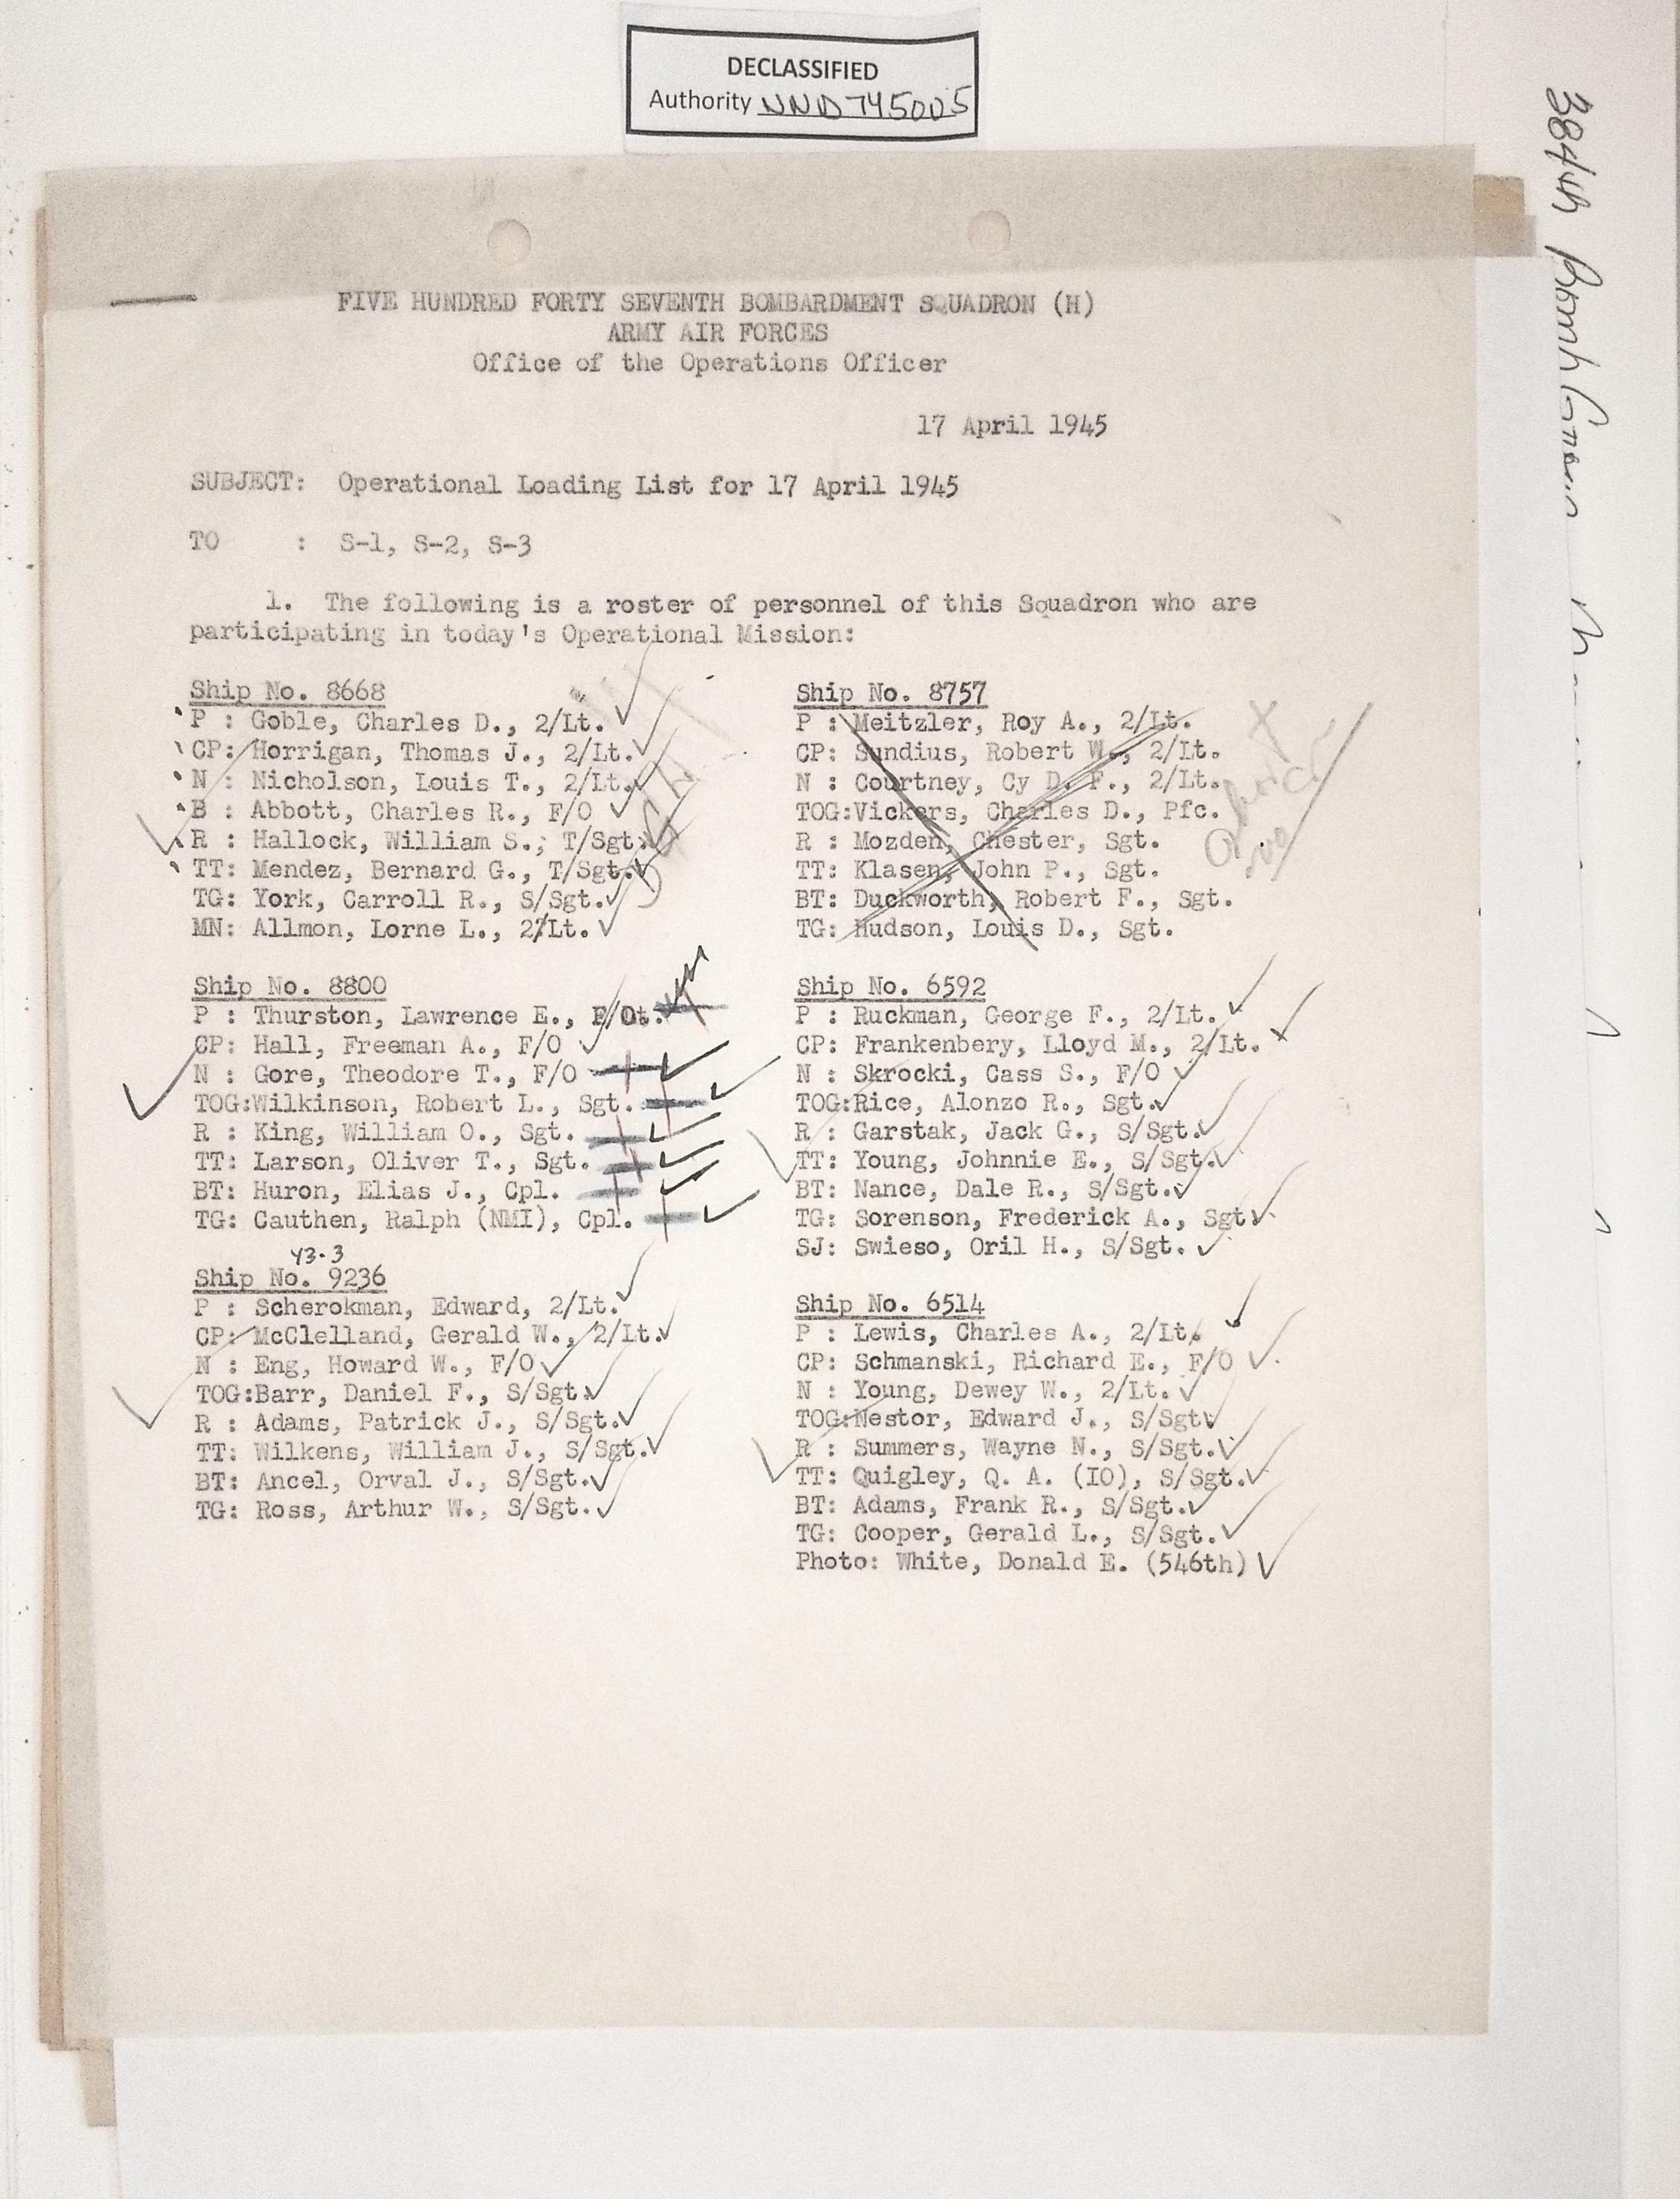 DECLASSIFIED
Authority NND 745005
384th Bomb Group
FIVE HUNDRED FORTY SEVENTH BOMBARDMENT SQUADRON (H)
ARMY AIR FORCES
Office of the Operations Officer
17 April 1945
SUBJECT: Operational Loading List for 17 April 1945
TO : S-1, S-2, S-3
1. The following is a roster of personnel of this Squadron who are
participating in today's Operational Mission:
Ship No. 8668
P : Goble, Charles D., 2/Lt.
CP: Horrigan, Thomas J., 2/Lt.
N : Nicholson, Louis T., 2/Lt.
B : Abbott, Charles R., F/O
R : Hallock, William S., T/Sgt.
TT: Mendez, Bernard G., T/Sgt.
TG: York, Carroll R., S/Sgt.
MN: Allmon, Lorne L., 2/Lt.
Ship No. 8800
P : Thurston, Lawrence E., F/O
CP: Hall, Freeman A., F/O
N : Gore, Theodore T., F/O
TOG:Wilkinson, Robert L., Sgt.
R : King, William O., Sgt.
TT: Larson, Oliver T., Sgt.
BT: Huron, Elias J., Cpl.
TG: Cauthen, Ralph (NMI), Cpl.
43-3
Ship No. 9236
P : Scherokman, Edward, 2/Lt.
CP: McClelland, Gerald W., 2/Lt.
N : Eng, Howard W., F/O
TOG:Barr, Daniel F., S/Sgt.
R : Adams, Patrick J., S/Sgt.
TT: Wilkens, William J., S/Sgt.
BT: Ancel, Orval J., S/Sgt.
TG: Ross, Arthur W., S/Sgt.
Ship No. 8757
P : Meitzler, Roy A., 2/Lt.
CP: Sundius, Robert W., 2/Lt.
N : Courtney, Cy D. F., 2/Lt.
TOG:Vickers, Charles D., Pfc.
R : Mozden, Chester, Sgt.
TT: Klasen, John P., Sgt.
BT: Duckworth, Robert F., Sgt.
TG: Hudson, Louis D., Sgt.
Abort
no
Ship No. 6592
P : Ruckman, George F., 2/Lt.
CP: Frankenbery, Lloyd M., 2/Lt.
N : Skrocki, Cass S., F/O
TOG:Rice, Alonzo R., Sgt.
R : Garstak, Jack G., S/Sgt.
TT: Young, Johnnie E., S/Sgt.
BT: Nance, Dale R., S/Sgt.
TG: Sorenson, Frederick A., Sgt
SJ: Swieso, Oril H., S/Sgt.
Ship No. 6514
P : Lewis, Charles A., 2/Lt.
CP: Schmanski, Richard E., F/O
N : Young, Dewey W., 2/Lt.
TOG:Nestor, Edward J., S/Sgt
R : Summers, Wayne N., S/Sgt.
TT: Quigley, Q. A. (IO), S/Sgt.
BT: Adams, Frank R., S/Sgt.
TG: Cooper, Gerald L., S/Sgt.
Photo: White, Donald E. (546th)